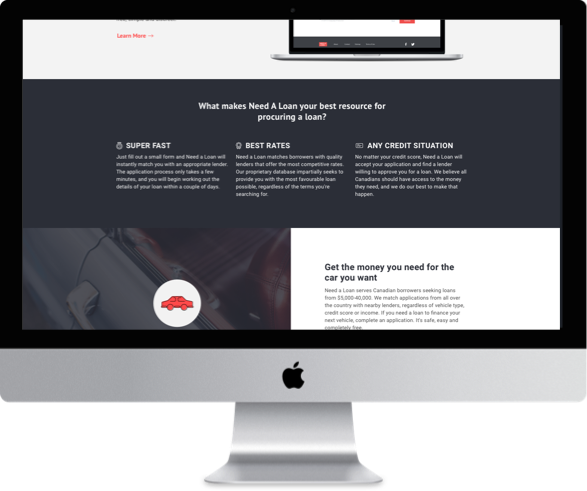 Learn More →
What makes Need A Loan your best resource for
procuring a loan?
SUPER FAST
Just fill out a small form and Need a Loan will
instantly match you with an appropriate lender.
The application process only takes a few
minutes, and you will begin working out the
details of your loan within a couple of days.
BEST RATES
Need a Loan matches borrowers with quality
lenders that offer the most competitive rates.
Our proprietary database impartially seeks to
provide you with the most favourable loan
possible, regardless of the terms you're
searching for.
ANY CREDIT SITUATION
No matter your credit score, Need a Loan will
accept your application and find a lender
willing to approve you for a loan. We believe all
Canadians should have access to the money
they need, and we do our best to make that
happen.
Get the money you need for the
car you want
Need a Loan serves Canadian borrowers seeking loans
from $5,000-40,000. We match applications from all over
the country with nearby lenders, regardless of vehicle type,
credit score or income. If you need a loan to finance your
next vehicle, complete an application. It's safe, easy and
completely free.